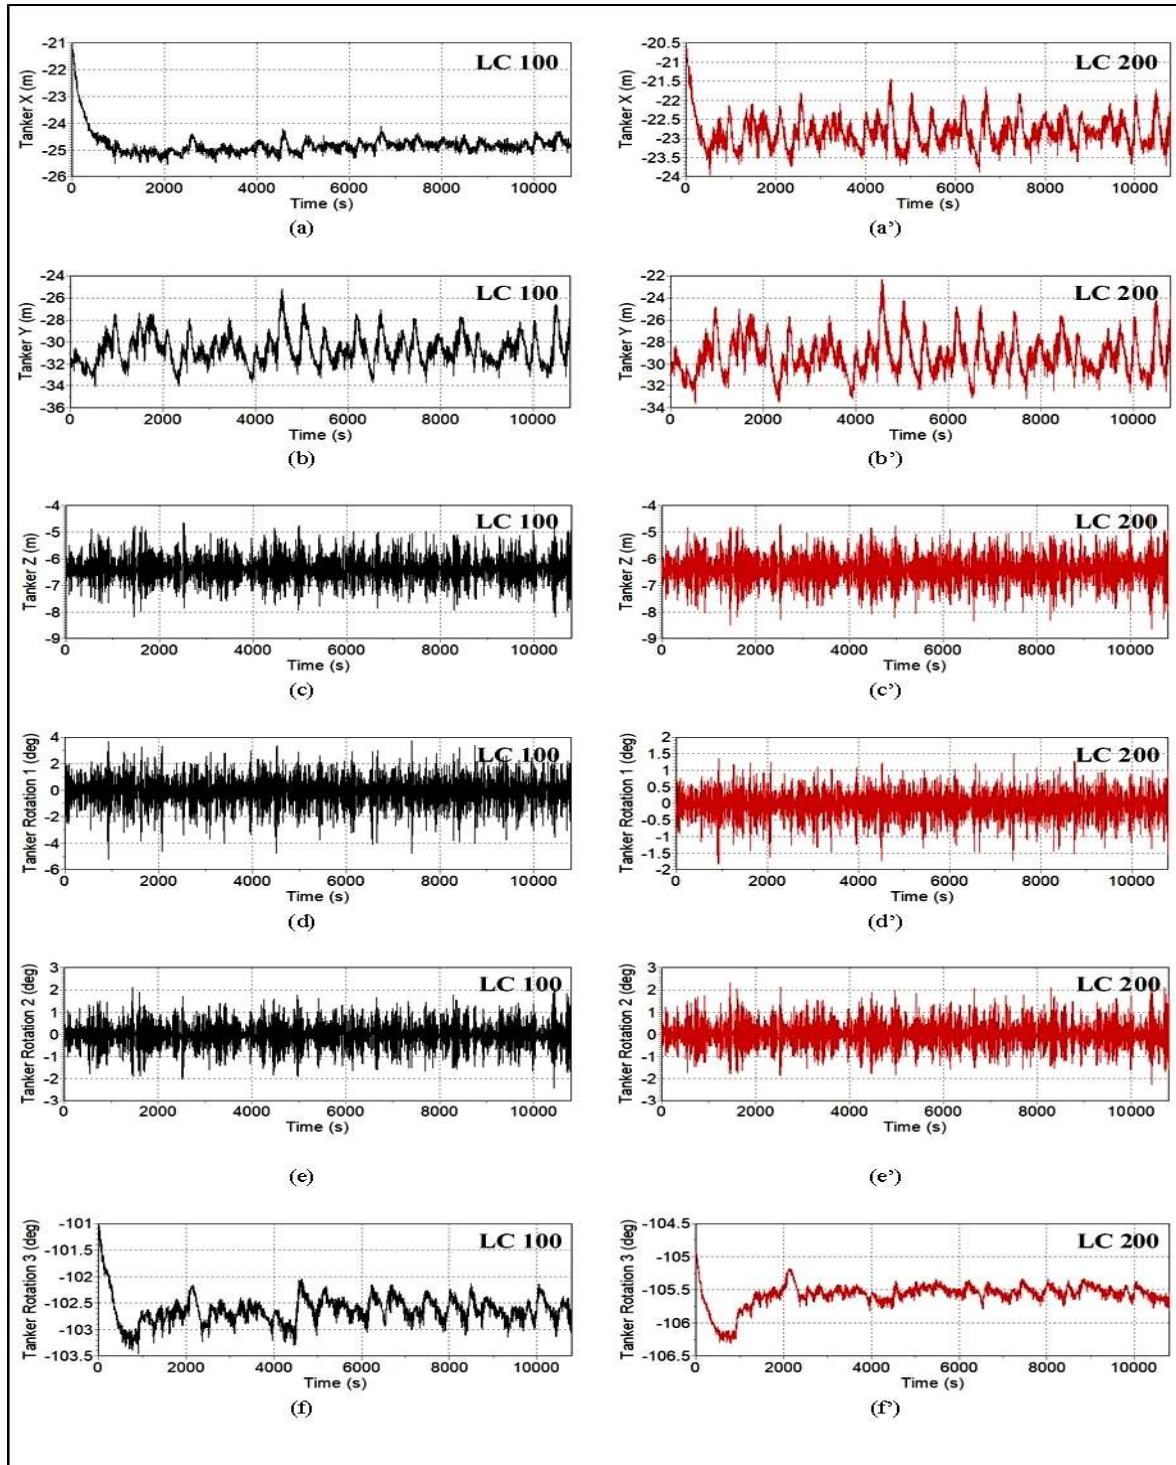 -21 -22 -23 -24 -25 -26
Tanker X (m)
LC 100
0 2000 4000 6000 8000 10000
Time (s)
(a)
-20.5 -21 -21.5 -22 -22.5 -23 -23.5 -24
Tanker X (m)
LC 200
0 2000 4000 6000 8000 10000
Time (s)
(a’)
-24 -26 -28 -30 -32 -34 -36
Tanker Y (m)
LC 100
0 2000 4000 6000 8000 10000
Time (s)
(b)
-22 -24 -26 -28 -30 -32 -34
Tanker Y (m)
LC 200
0 2000 4000 6000 8000 10000
Time (s)
(b’)
-4 -5 -6 -7 -8 -9
Tanker Z (m)
LC 100
0 2000 4000 6000 8000 10000
Time (s)
(c)
-4 -5 -6 -7 -8 -9
Tanker Z (m)
LC 200
0 2000 4000 6000 8000 10000
Time (s)
(c’)
4 2 0 -2 -4 -6
Tanker Rotation 1 (deg)
LC 100
0 2000 4000 6000 8000 10000
Time (s)
(d)
2 1.5 1 0.5 0 -0.5 -1 -1.5 -2
Tanker Rotation 1 (deg)
LC 200
0 2000 4000 6000 8000 10000
Time (s)
(d’)
3 2 1 0 -1 -2 -3
Tanker Rotation 2 (deg)
LC 100
0 2000 4000 6000 8000 10000
Time (s)
(e)
3 2 1 0 -1 -2 -3
Tanker Rotation 2 (deg)
LC 200
0 2000 4000 6000 8000 10000
Time (s)
(e’)
-101 -101.5 -102 -102.5 -103 -103.5
Tanker Rotation 3 (deg)
LC 100
0 2000 4000 6000 8000 10000
Time (s)
(f)
-104.5 -105 -105.5 -106 -106.5
Tanker Rotation 3 (deg)
LC 200
0 2000 4000 6000 8000 10000
Time (s)
(f’)